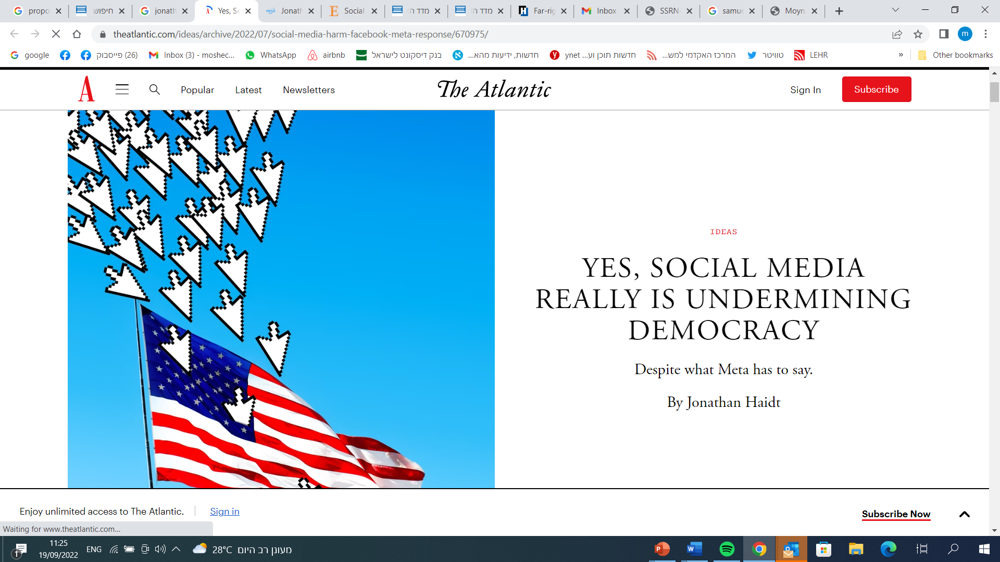 propo
חיפוש
jonath
Yes, So
Jonath
Social
מדד ה
מדד ה
Far-rig
Inbox
SSRN-
samue
Moyn,
theatlantic.com/ideas/archive/2022/07/social-media-harm-facebook-meta-response/670975/
m
google
(26) פייסבוק
Inbox (3) - moshec...
WhatsApp
airbnb
בנק דיסקונט לישראל
חדשות, ידיעות מהא...
ynet חדשות תוכן וע...
המרכז האקדמי למש...
טוויטר
LEHR
»
Other bookmarks
A
Popular
Latest
Newsletters
The Atlantic
Sign In
Subscribe
IDEAS
YES, SOCIAL MEDIA
REALLY IS UNDERMINING
DEMOCRACY
Despite what Meta has to say.
By Jonathan Haidt
Enjoy unlimited access to The Atlantic.
Sign in
Subscribe Now
Waiting for www.theatlantic.com...
1
11:25
19/09/2022
ENG
28°C מעונן רב היום